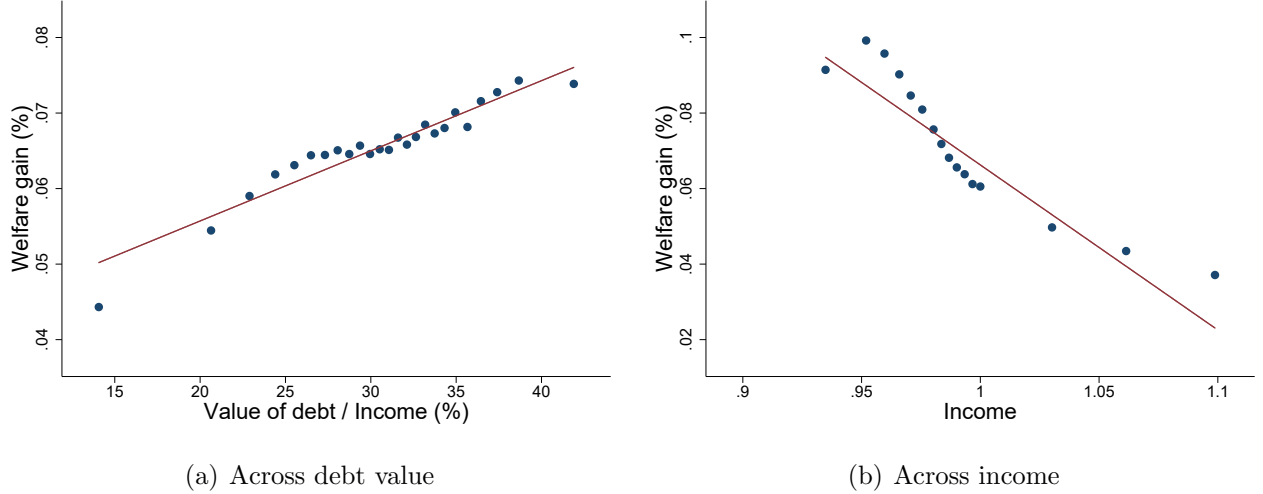 .08
.07
.06
.05
.04
Welfare gain (%)
15 20 25 30 35 40
Value of debt / Income (%)
(a) Across debt value
.1
.08
.06
.04
.02
Welfare gain (%)
.9 .95 1 1.05 1.1
Income
(b) Across income